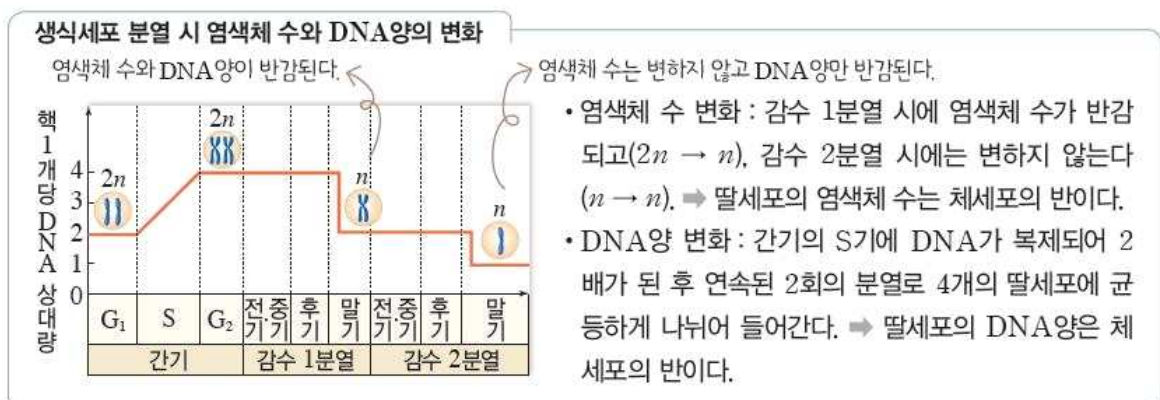 생식세포 분열 시 염색체 수와 DNA양의 변화
염색체 수와 DNA양이 반감된다.
염색체 수는 변하지 않고 DNA양만 반감된다.
핵 1개당 DNA 상대량
4
3
2
1
0
2n
2n
n
n
G₁ S G₂ 전기 중기 후기 말기 전기 중기 후기 말기
간기 감수 1분열 감수 2분열
• 염색체 수 변화 : 감수 1분열 시에 염색체 수가 반감
되고(2n → n), 감수 2분열 시에는 변하지 않는다
(n → n). ➡ 딸세포의 염색체 수는 체세포의 반이다.
• DNA양 변화 : 간기의 S기에 DNA가 복제되어 2
배가 된 후 연속된 2회의 분열로 4개의 딸세포에 균
등하게 나뉘어 들어간다. ➡ 딸세포의 DNA양은 체
세포의 반이다.